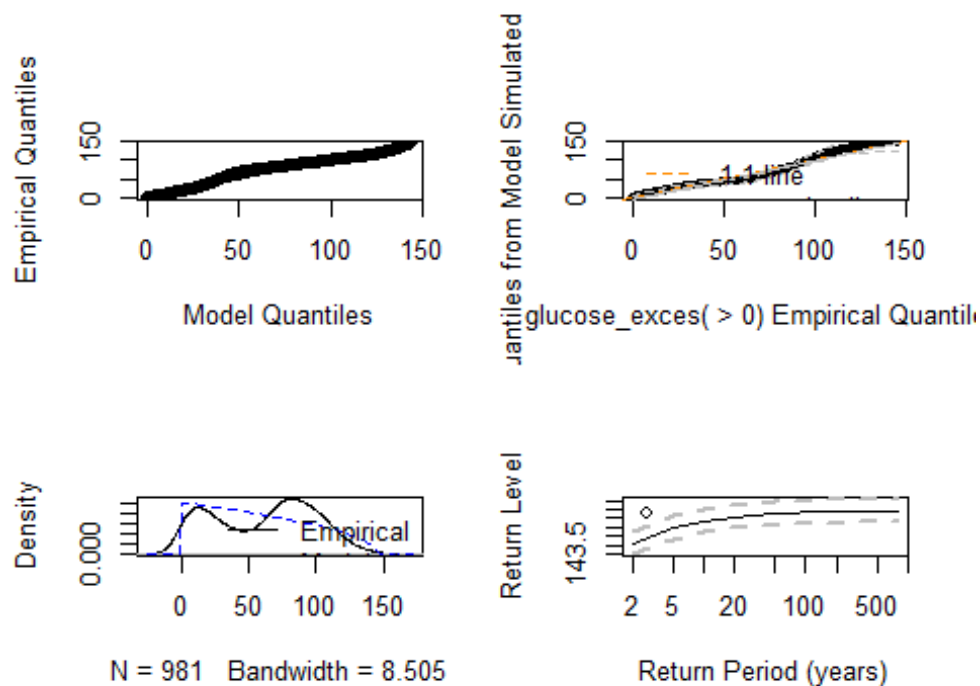 Empirical Quantiles
150
0
0 50 100 150
Model Quantiles
uantiles from Model Simulated
150
0
1:1 line
0 50 100 150
glucose_exces( > 0) Empirical Quantile
Density
0.000
Empirical
0 50 100 150
N = 981 Bandwidth = 8.505
Return Level
143.5
2 5 20 100 500
Return Period (years)